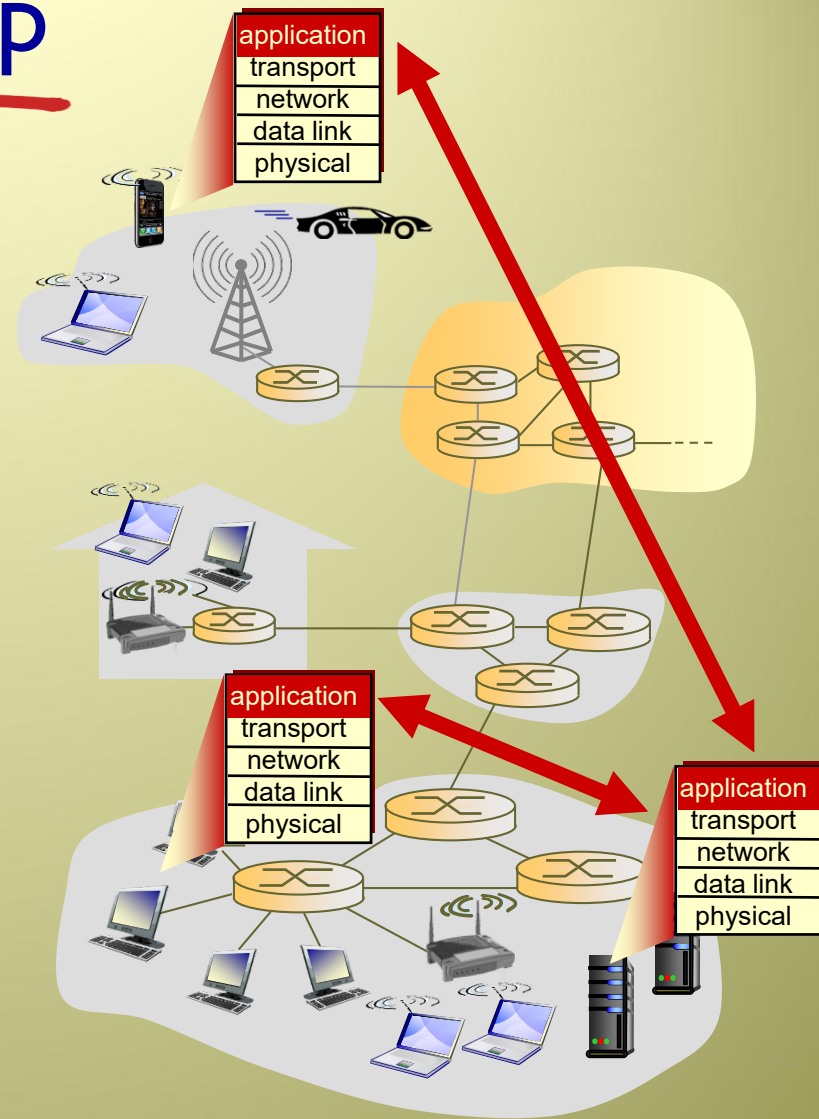 p
application
transport
network
data link
physical
application
transport
network
data link
physical
application
transport
network
data link
physical